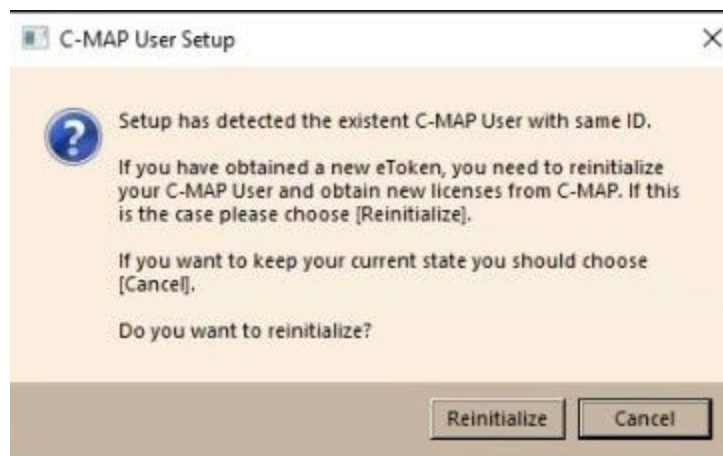 C-MAP User Setup
Setup has detected the existent C-MAP User with same ID.
If you have obtained a new eToken, you need to reinitialize
your C-MAP User and obtain new licenses from C-MAP. If this
is the case please choose [Reinitialize].
If you want to keep your current state you should choose
[Cancel].
Do you want to reinitialize?
Reinitialize Cancel